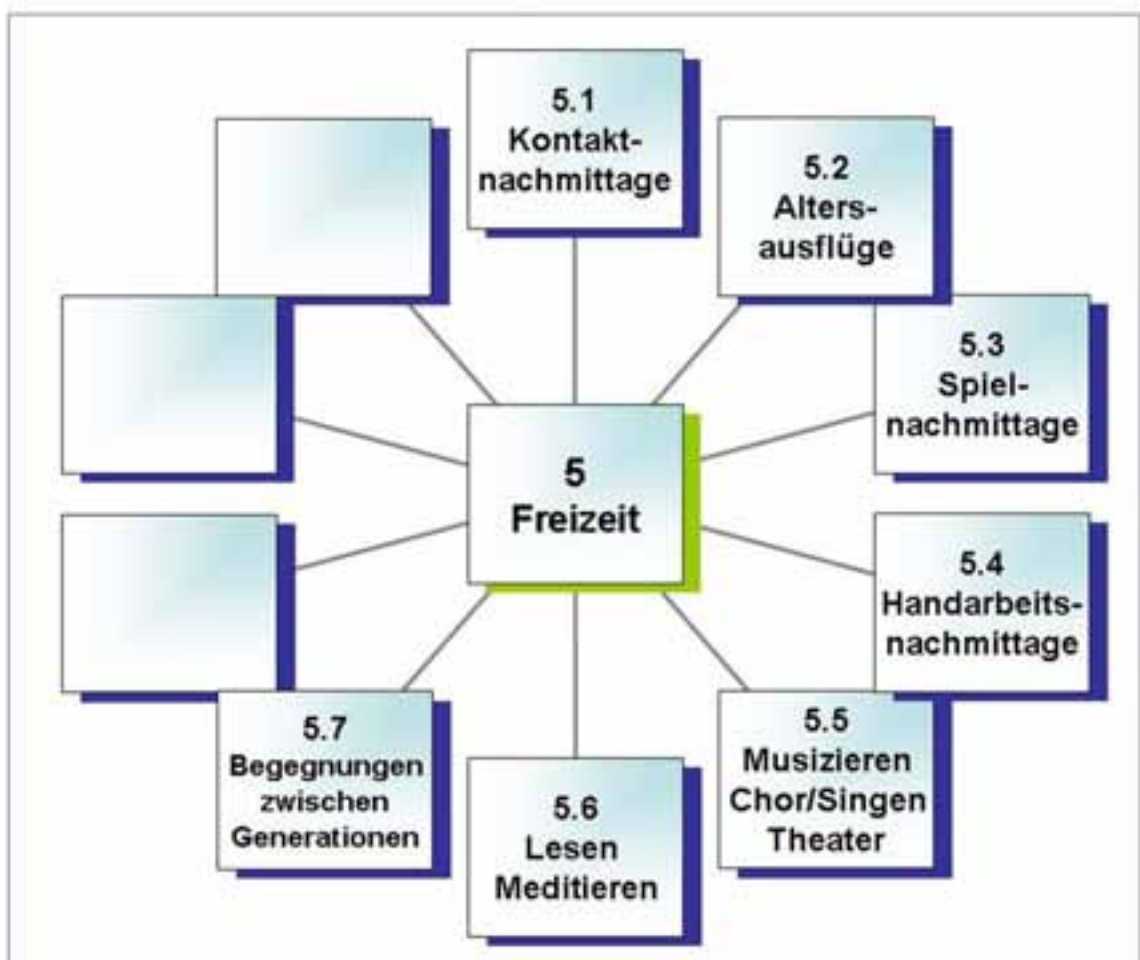 5.1
Kontakt-
nachmittage
5.2
Alters-
ausflüge
5.3
Spiel-
nachmittage
5
Freizeit
5.4
Handarbeits-
nachmittage
5.5
Musizieren
Chor/Singen
Theater
5.6
Lesen
Meditieren
5.7
Begegnungen
zwischen
Generationen